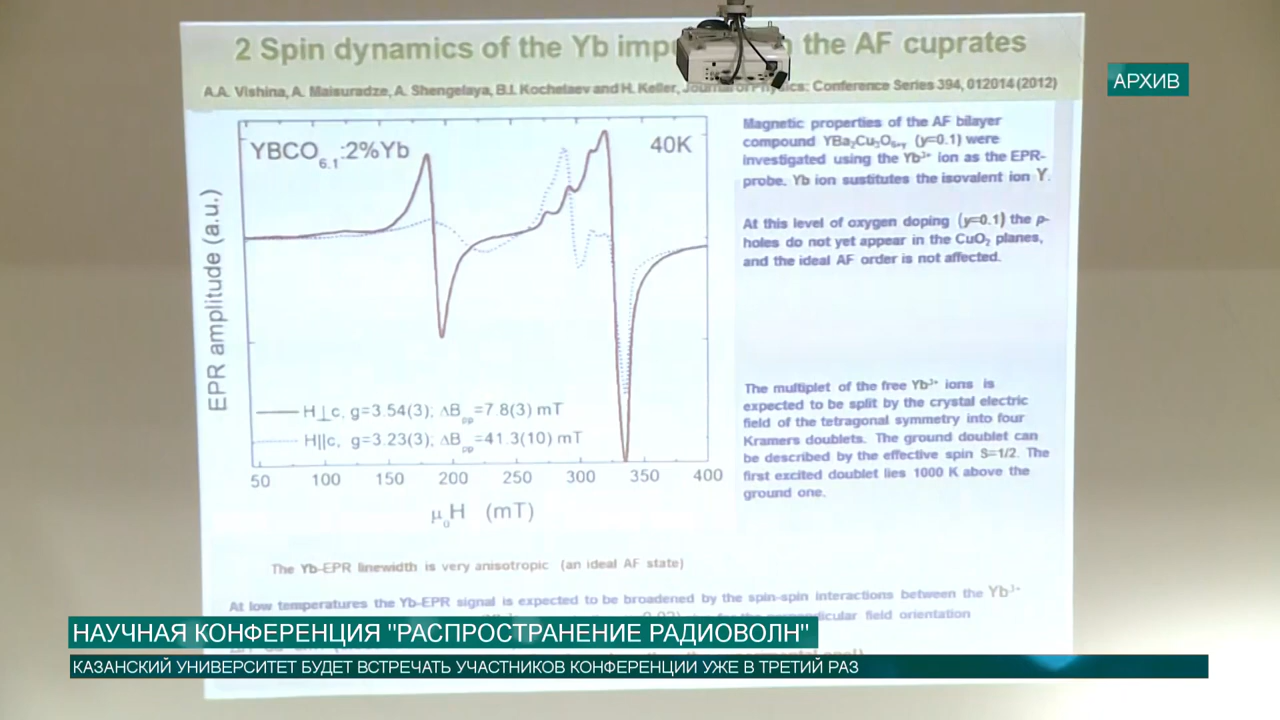 2 Spin dynamics of the Yb the AF cuprates
АРХИВ
A.A. Vishina, A. Maisuradze, A. Shengelaya, B.I. Kochelaev and H. Keller, Journal of Physics: Conference Series 394, 012014 (2012)
YBCO6.1:2%Yb
40K
EPR amplitude (a.u.)
H⊥c, g=3.54(3); ΔBpp=7.8(3) mT
H||c, g=3.23(3); ΔBpp=41.3(10) mT
50 100 150 200 250 300 350 400
μ0H (mT)
Magnetic properties of the AF bilayer
compound YBa2Cu3O6+y (y=0.1) were
investigated using the Yb3+ ion as the EPR-
probe. Yb ion sustitutes the isovalent ion Y.
At this level of oxygen doping (y=0.1) the p-
holes do not yet appear in the CuO2 planes,
and the ideal AF order is not affected.
The multiplet of the free Yb3+ ions is
expected to be split by the crystal electric
field of the tetragonal symmetry into four
Kramers doublets. The ground doublet can
be described by the effective spin S=1/2. The
first excited doublet lies 1000 K above the
ground one.
The Yb-EPR linewidth is very anisotropic (an ideal AF state)
At low temperatures the Yb-EPR signal is expected to be broadened by the spin-spin interactions between the Yb3+
field orientation
НАУЧНАЯ КОНФЕРЕНЦИЯ "РАСПРОСТРАНЕНИЕ РАДИОВОЛН"
КАЗАНСКИЙ УНИВЕРСИТЕТ БУДЕТ ВСТРЕЧАТЬ УЧАСТНИКОВ КОНФЕРЕНЦИИ УЖЕ В ТРЕТИЙ РАЗ